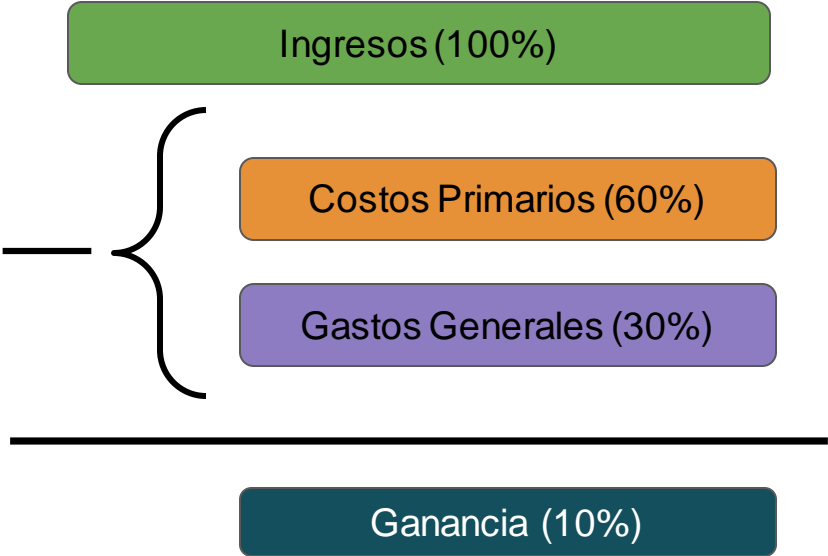 Ingresos (100%)
Costos Primarios (60%)
Gastos Generales (30%)
Ganancia (10%)